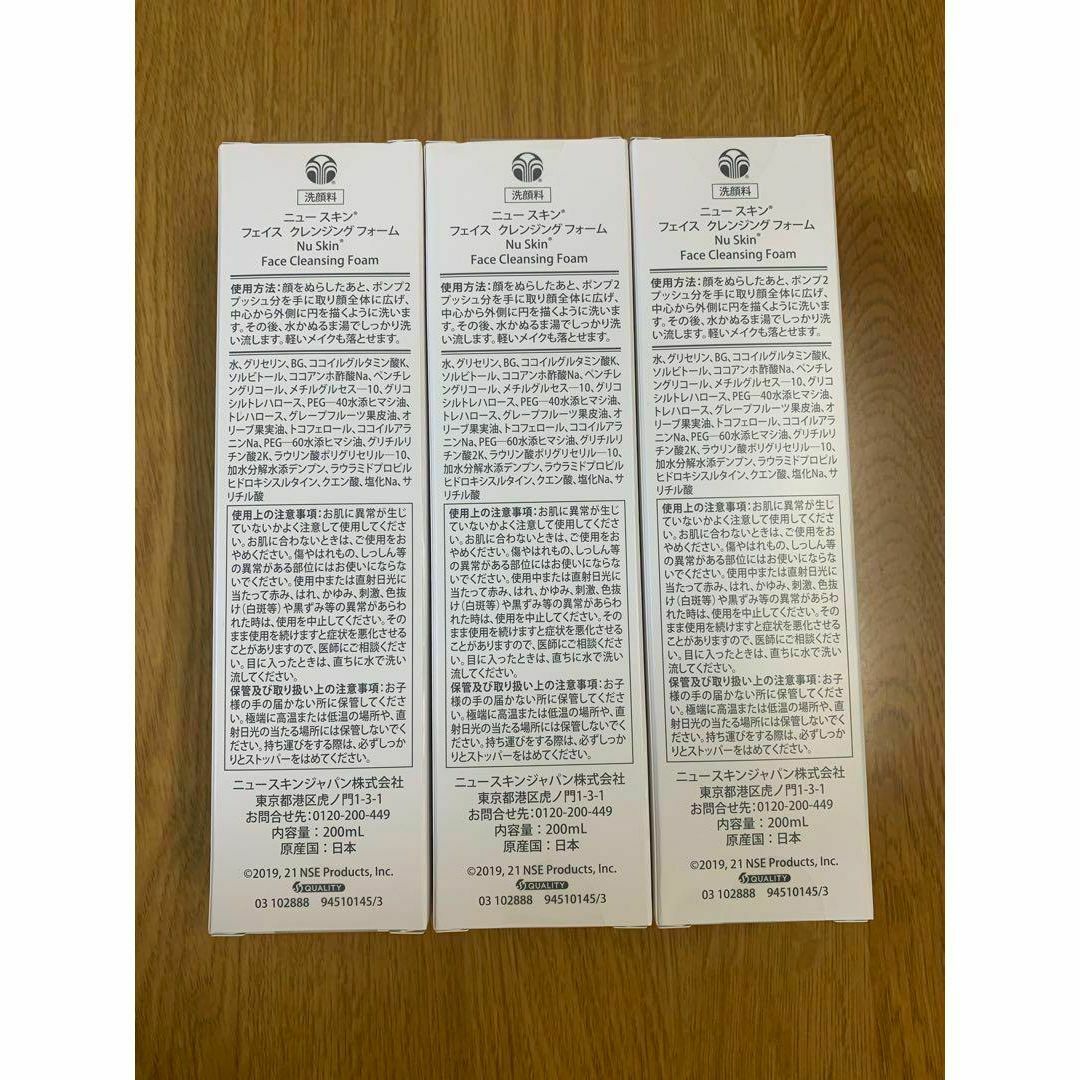 洗顔料
ニュー スキン®
フェイス クレンジング フォーム
Nu Skin®
Face Cleansing Foam
使用方法：顔をぬらしたあと、ポンプ2
プッシュ分を手に取り顔全体に広げ、
中心から外側に円を描くように洗いま
す。その後、水かぬるま湯でしっかり洗
い流します。軽いメイクも落とせます。
水、グリセリン、BG、ココイルグルタミン酸K、
ソルビトール、ココアンホ酢酸Na、ペンチレ
ングリコール、メチルグルセス―10、グリコ
シルトレハロース、PEG―40水添ヒマシ油、
トレハロース、グレープフルーツ果皮油、オ
リーブ果実油、トコフェロール、ココイルアラ
ニンNa、PEG―60水添ヒマシ油、グリチルリ
チン酸2K、ラウリン酸ポリグリセリル―10、
加水分解水添デンプン、ラウラミドプロピル
ヒドロキシスルタイン、クエン酸、塩化Na、サ
リチル酸
使用上の注意事項：お肌に異常が生じ
ていないかよく注意して使用してくださ
い。お肌に合わないときは、ご使用をお
やめください。傷やはれもの、しっしん等
の異常がある部位にはお使いにならな
いでください。使用中または直射日光に
当たって赤み、はれ、かゆみ、刺激、色抜
け（白斑等）や黒ずみ等の異常があらわ
れた時は、使用を中止してください。その
まま使用を続けますと症状を悪化させる
ことがありますので、医師にご相談くださ
い。目に入ったときは、直ちに水で洗い
流してください。
保管及び取り扱い上の注意事項：お子
様の手の届かない所に保管してくださ
い。極端に高温または低温の場所や、直
射日光の当たる場所には保管しないでく
ださい。持ち運びをする際は、必ずしっか
りとストッパーをはめてください。
ニュースキンジャパン株式会社
東京都港区虎ノ門1-3-1
お問合せ先：0120-200-449
内容量：200mL
原産国：日本
©2019, 21 NSE Products, Inc.
QUALITY
03 102888 94510145/3
洗顔料
ニュー スキン®
フェイス クレンジング フォーム
Nu Skin®
Face Cleansing Foam
使用方法：顔をぬらしたあと、ポンプ2
プッシュ分を手に取り顔全体に広げ、
中心から外側に円を描くように洗いま
す。その後、水かぬるま湯でしっかり洗
い流します。軽いメイクも落とせます。
水、グリセリン、BG、ココイルグルタミン酸K、
ソルビトール、ココアンホ酢酸Na、ペンチレ
ングリコール、メチルグルセス―10、グリコ
シルトレハロース、PEG―40水添ヒマシ油、
トレハロース、グレープフルーツ果皮油、オ
リーブ果実油、トコフェロール、ココイルアラ
ニンNa、PEG―60水添ヒマシ油、グリチルリ
チン酸2K、ラウリン酸ポリグリセリル―10、
加水分解水添デンプン、ラウラミドプロピル
ヒドロキシスルタイン、クエン酸、塩化Na、サ
リチル酸
使用上の注意事項：お肌に異常が生じ
ていないかよく注意して使用してくださ
い。お肌に合わないときは、ご使用をお
やめください。傷やはれもの、しっしん等
の異常がある部位にはお使いにならな
いでください。使用中または直射日光に
当たって赤み、はれ、かゆみ、刺激、色抜
け（白斑等）や黒ずみ等の異常があらわ
れた時は、使用を中止してください。その
まま使用を続けますと症状を悪化させる
ことがありますので、医師にご相談くださ
い。目に入ったときは、直ちに水で洗い
流してください。
保管及び取り扱い上の注意事項：お子
様の手の届かない所に保管してくださ
い。極端に高温または低温の場所や、直
射日光の当たる場所には保管しないでく
ださい。持ち運びをする際は、必ずしっか
りとストッパーをはめてください。
ニュースキンジャパン株式会社
東京都港区虎ノ門1-3-1
お問合せ先：0120-200-449
内容量：200mL
原産国：日本
©2019, 21 NSE Products, Inc.
QUALITY
03 102888 94510145/3
洗顔料
ニュー スキン®
フェイス クレンジング フォーム
Nu Skin®
Face Cleansing Foam
使用方法：顔をぬらしたあと、ポンプ2
プッシュ分を手に取り顔全体に広げ、
中心から外側に円を描くように洗いま
す。その後、水かぬるま湯でしっかり洗
い流します。軽いメイクも落とせます。
水、グリセリン、BG、ココイルグルタミン酸K、
ソルビトール、ココアンホ酢酸Na、ペンチレ
ングリコール、メチルグルセス―10、グリコ
シルトレハロース、PEG―40水添ヒマシ油、
トレハロース、グレープフルーツ果皮油、オ
リーブ果実油、トコフェロール、ココイルアラ
ニンNa、PEG―60水添ヒマシ油、グリチルリ
チン酸2K、ラウリン酸ポリグリセリル―10、
加水分解水添デンプン、ラウラミドプロピル
ヒドロキシスルタイン、クエン酸、塩化Na、サ
リチル酸
使用上の注意事項：お肌に異常が生じ
ていないかよく注意して使用してくださ
い。お肌に合わないときは、ご使用をお
やめください。傷やはれもの、しっしん等
の異常がある部位にはお使いにならな
いでください。使用中または直射日光に
当たって赤み、はれ、かゆみ、刺激、色抜
け（白斑等）や黒ずみ等の異常があらわ
れた時は、使用を中止してください。その
まま使用を続けますと症状を悪化させる
ことがありますので、医師にご相談くださ
い。目に入ったときは、直ちに水で洗い
流してください。
保管及び取り扱い上の注意事項：お子
様の手の届かない所に保管してくださ
い。極端に高温または低温の場所や、直
射日光の当たる場所には保管しないでく
ださい。持ち運びをする際は、必ずしっか
りとストッパーをはめてください。
ニュースキンジャパン株式会社
東京都港区虎ノ門1-3-1
お問合せ先：0120-200-449
内容量：200mL
原産国：日本
©2019, 21 NSE Products, Inc.
QUALITY
03 102888 94510145/3